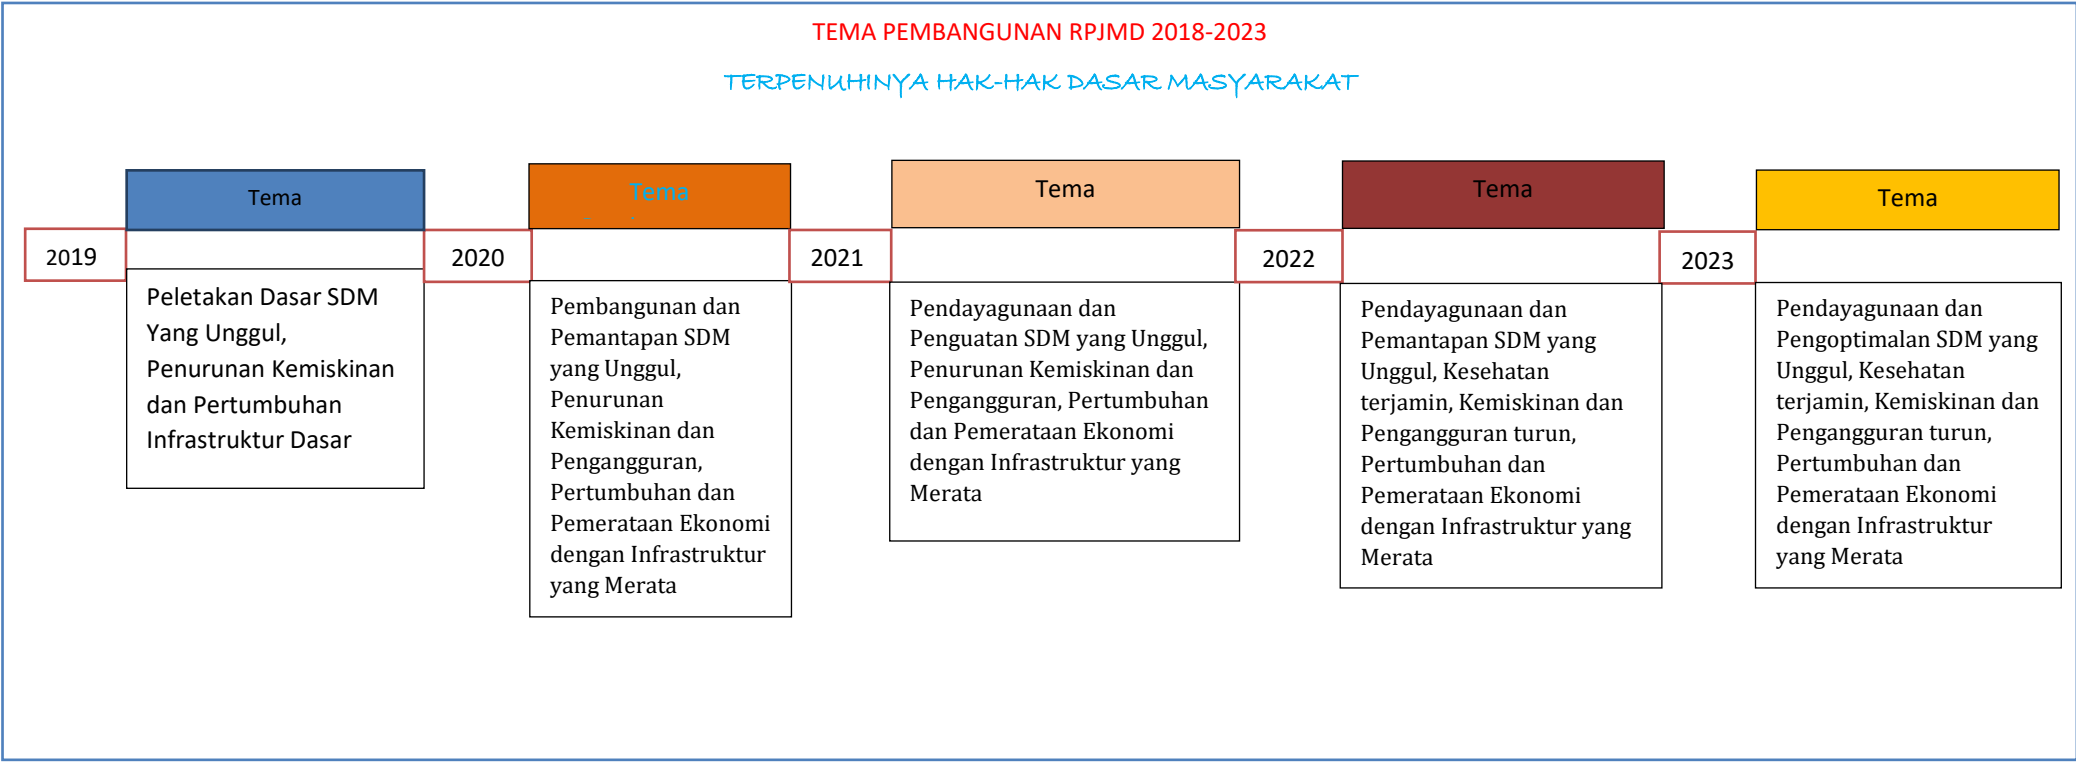 TEMA PEMBANGUNAN RPJMD 2018-2023
TERPENUHINYA HAK-HAK DASAR MASYARAKAT
2019
Tema
Peletakan Dasar SDM
Yang Unggul,
Penurunan Kemiskinan
dan Pertumbuhan
Infrastruktur Dasar
2020
Tema
Pembangunan dan
Pemantapan SDM
yang Unggul,
Penurunan
Kemiskinan dan
Pengangguran,
Pertumbuhan dan
Pemerataan Ekonomi
dengan Infrastruktur
yang Merata
2021
Tema
Pendayagunaan dan
Penguatan SDM yang Unggul,
Penurunan Kemiskinan dan
Pengangguran, Pertumbuhan
dan Pemerataan Ekonomi
dengan Infrastruktur yang
Merata
2022
Tema
Pendayagunaan dan
Pemantapan SDM yang
Unggul, Kesehatan
terjamin, Kemiskinan dan
Pengangguran turun,
Pertumbuhan dan
Pemerataan Ekonomi
dengan Infrastruktur yang
Merata
2023
Tema
Pendayagunaan dan
Pengoptimalan SDM yang
Unggul, Kesehatan
terjamin, Kemiskinan dan
Pengangguran turun,
Pertumbuhan dan
Pemerataan Ekonomi
dengan Infrastruktur
yang Merata